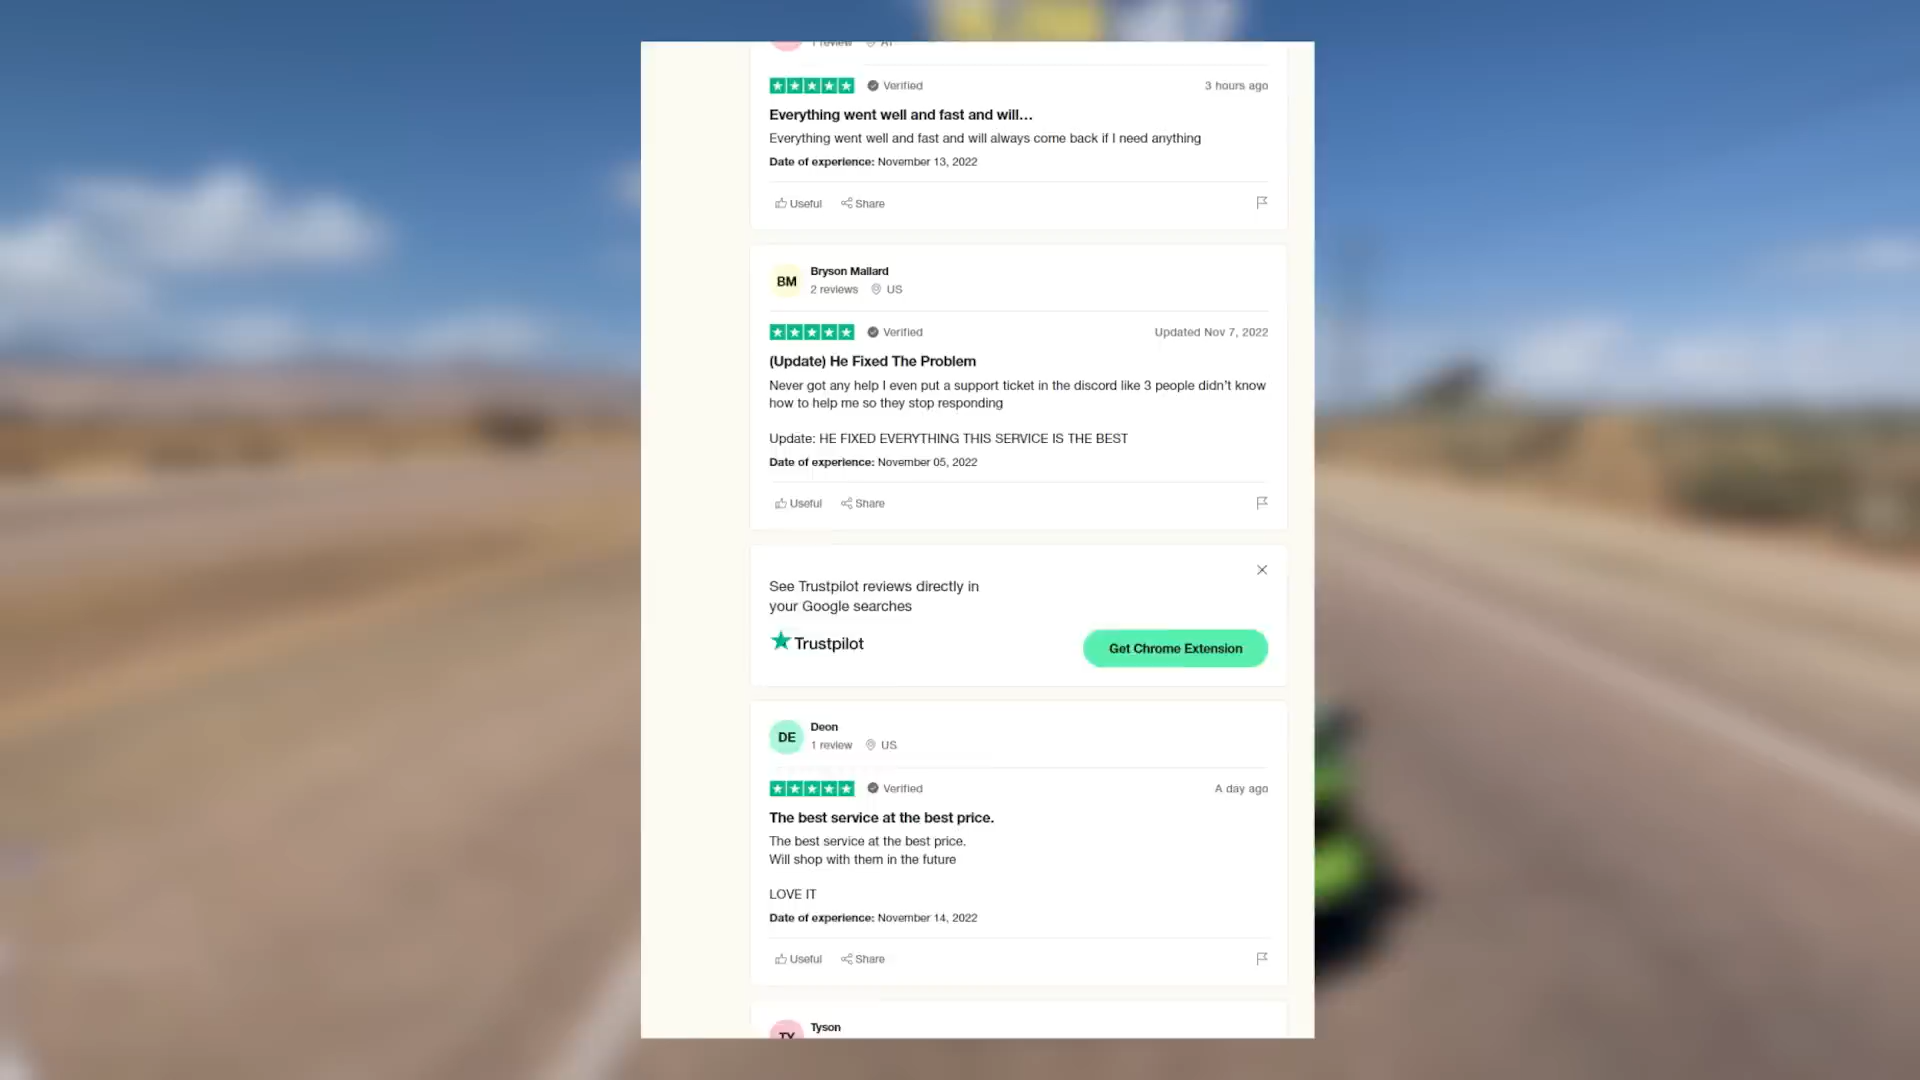 1 review AT
Verified 3 hours ago
Everything went well and fast and will…
Everything went well and fast and will always come back if I need anything
Date of experience: November 13, 2022
Useful Share
BM Bryson Mallard
2 reviews US
Verified Updated Nov 7, 2022
(Update) He Fixed The Problem
Never got any help I even put a support ticket in the discord like 3 people didn't know
how to help me so they stop responding
Update: HE FIXED EVERYTHING THIS SERVICE IS THE BEST
Date of experience: November 05, 2022
Useful Share
See Trustpilot reviews directly in
your Google searches
Trustpilot
Get Chrome Extension
DE Deon
1 review US
Verified A day ago
The best service at the best price.
The best service at the best price.
Will shop with them in the future
LOVE IT
Date of experience: November 14, 2022
Useful Share
TY Tyson